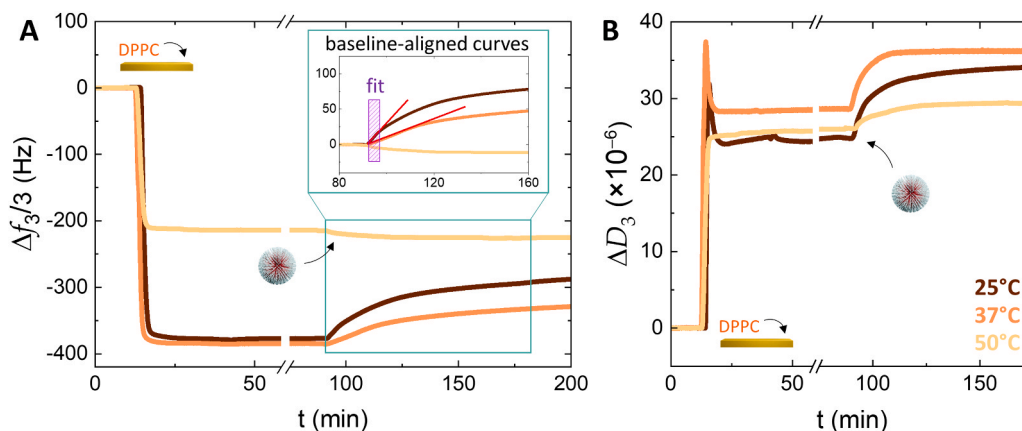 A
B
DPPC
baseline-aligned curves
fit
100
50
0
80
120
160
100
0
-100
-200
-300
-400
Δf3/3 (Hz)
0
50
100
150
200
t (min)
40
30
20
10
0
ΔD3 (×10−6)
25°C
37°C
50°C
DPPC
0
50
100
150
t (min)